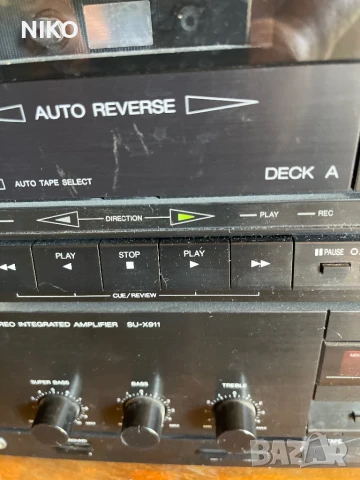 NIKO
AUTO REVERSE
AUTO TAPE SELECT
DECK A
DIRECTION PLAY REC
PLAY STOP PLAY PAUSE
CUE/REVIEW
REO INTEGRATED AMPLIFIER SU-X911
SUPER BASS BASS TREBLE
BAZAR